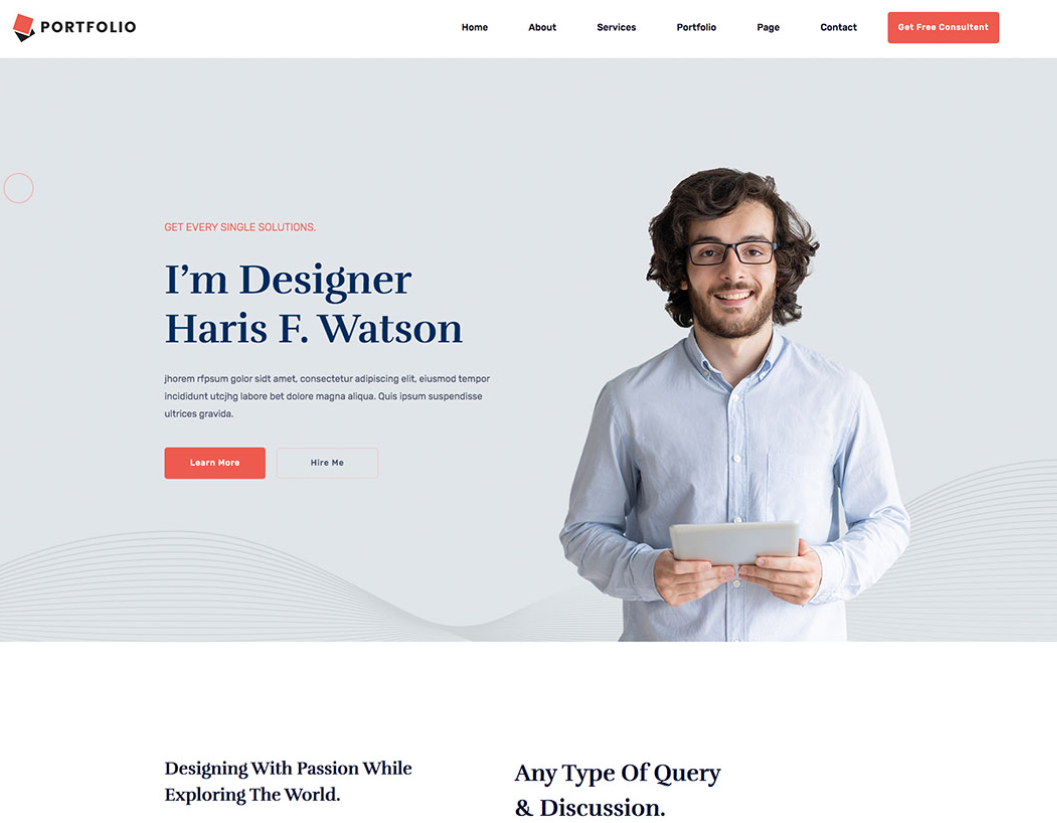 PORTFOLIO
Home About Services Portfolio Page Contact Get Free Consultent
GET EVERY SINGLE SOLUTIONS.
I'm Designer
Haris F. Watson
jhorem rfpsum golor sidt amet, consectetur adipiscing elit, eiusmod tempor
incididunt utcjhg labore bet dolore magna aliqua. Quis ipsum suspendisse
ultrices gravida.
Learn More Hire Me
Designing With Passion While
Exploring The World.
Any Type Of Query
& Discussion.